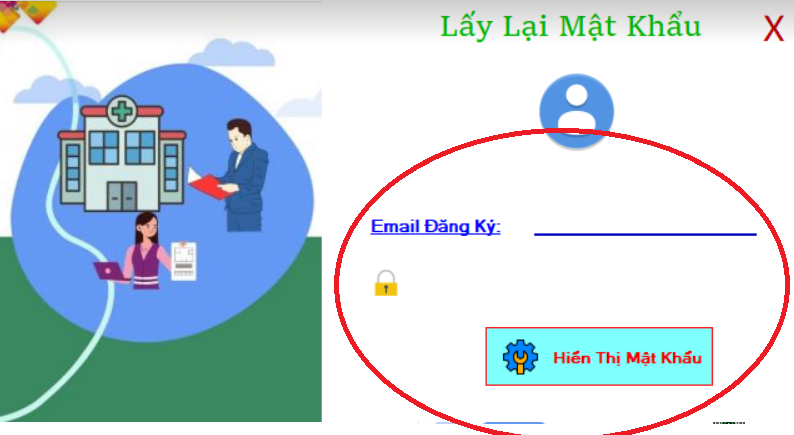 Lấy Lại Mật Khẩu
X
Email Đăng Ký:
Hiển Thị Mật Khẩu